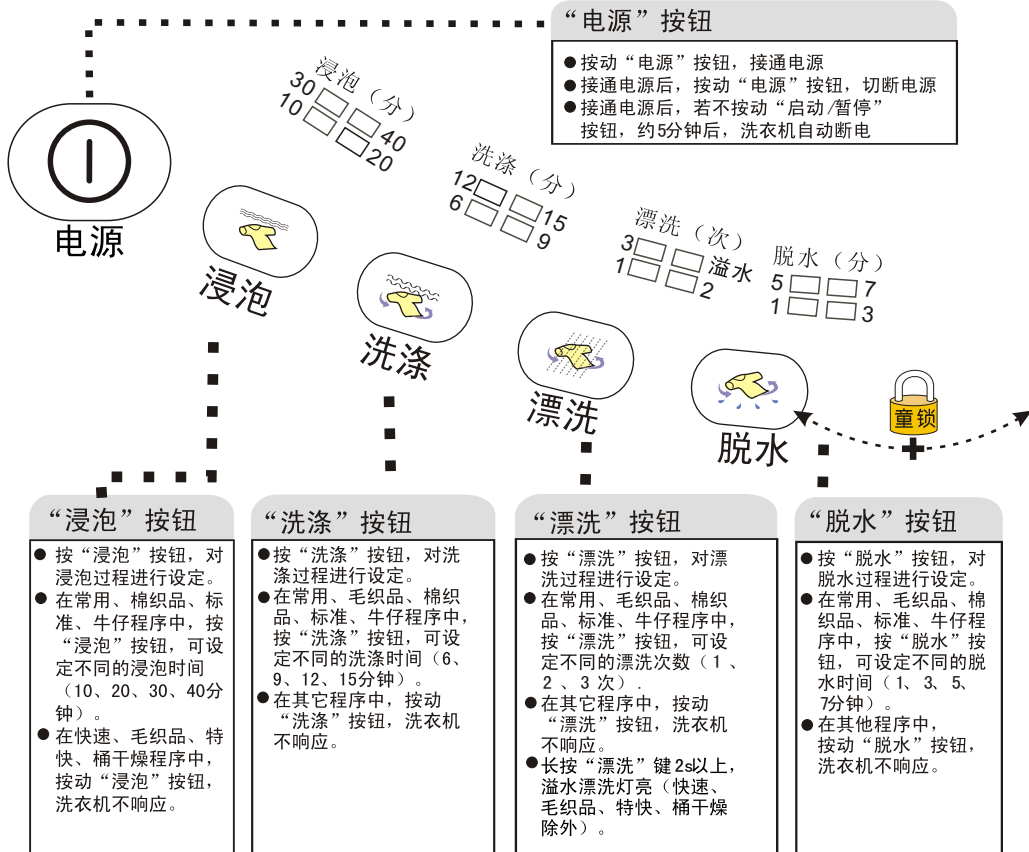 “电源”按钮
●按动“电源”按钮，接通电源
●接通电源后，按动“电源”按钮，切断电源
●接通电源后，若不按动“启动/暂停”
按钮，约5分钟后，洗衣机自动断电
电源
浸泡（分）
30
10
40
20
浸泡
洗涤（分）
12
6
15
9
洗涤
漂洗（次）
3
1
溢水
2
漂洗
脱水（分）
5
7
1
3
脱水
童锁
+
“浸泡”按钮
●按“浸泡”按钮，对
浸泡过程进行设定。
●在常用、棉织品、标
准、牛仔程序中，按
“浸泡”按钮，可设
定不同的浸泡时间
（10、20、30、40分
钟）。
●在快速、毛织品、特
快、桶干燥程序中，
按动“浸泡”按钮，
洗衣机不响应。
“洗涤”按钮
●按“洗涤”按钮，对洗
涤过程进行设定。
●在常用、毛织品、棉织
品、标准、牛仔程序中，
按“洗涤”按钮，可设
定不同的洗涤时间（6、
9、12、15分钟）。
●在其它程序中，按动
“洗涤”按钮，洗衣机
不响应。
“漂洗”按钮
●按“漂洗”按钮，对漂
洗过程进行设定。
●在常用、毛织品、棉织
品、标准、牛仔程序中，
按“漂洗”按钮，可设
定不同的漂洗次数（1、
2、3次）.
●在其它程序中，按动
“漂洗”按钮，洗衣机
不响应。
●长按“漂洗”键2s以上，
溢水漂洗灯亮（快速、
毛织品、特快、桶干燥
除外）。
“脱水”按钮
●按“脱水”按钮，对
脱水过程进行设定。
●在常用、毛织品、棉
织品、标准、牛仔程
序中，按“脱水”按
钮，可设定不同的脱
水时间（1、3、5、
7分钟）。
●在其他程序中，
按动“脱水”按钮，
洗衣机不响应。